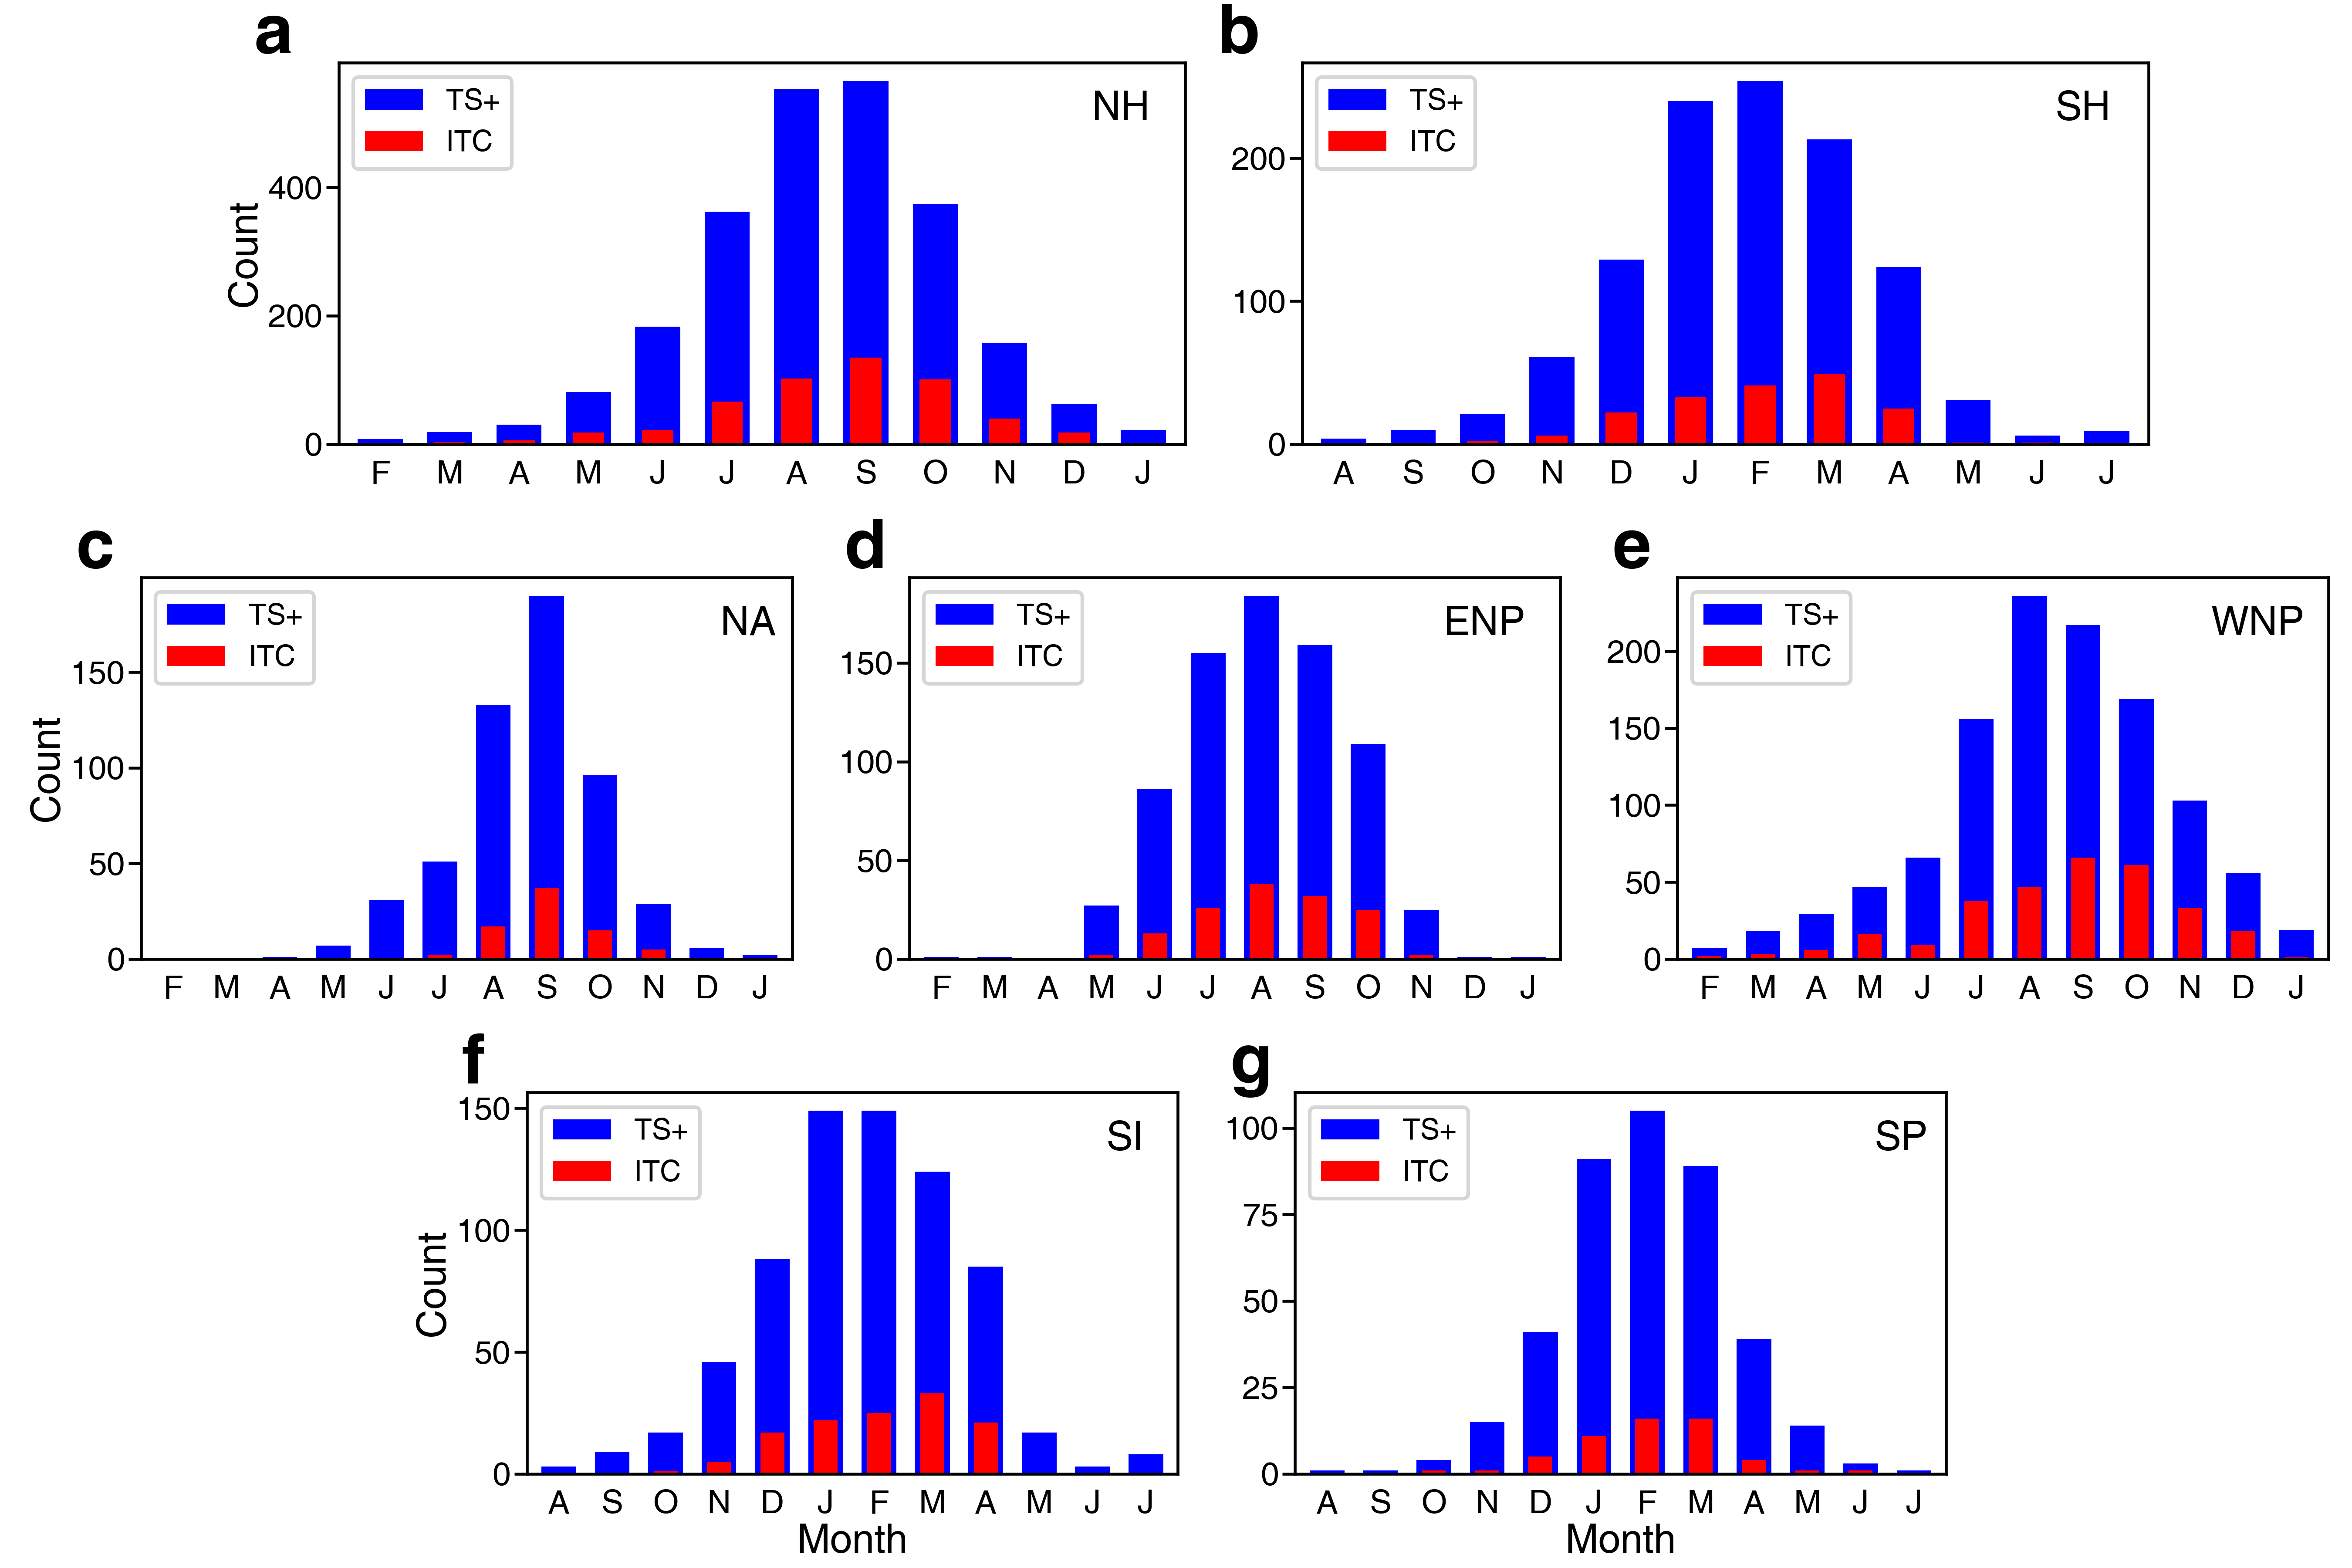 a
TS+
ITC
NH
Count
400
200
0
F M A M J J A S O N D J
b
TS+
ITC
SH
200
100
0
A S O N D J F M A M J J
c
TS+
ITC
NA
Count
150
100
50
0
F M A M J J A S O N D J
d
TS+
ITC
ENP
150
100
50
0
F M A M J J A S O N D J
e
TS+
ITC
WNP
200
150
100
50
0
F M A M J J A S O N D J
f
TS+
ITC
SI
Count
150
100
50
0
A S O N D J F M A M J J
Month
g
TS+
ITC
SP
100
75
50
25
0
A S O N D J F M A M J J
Month